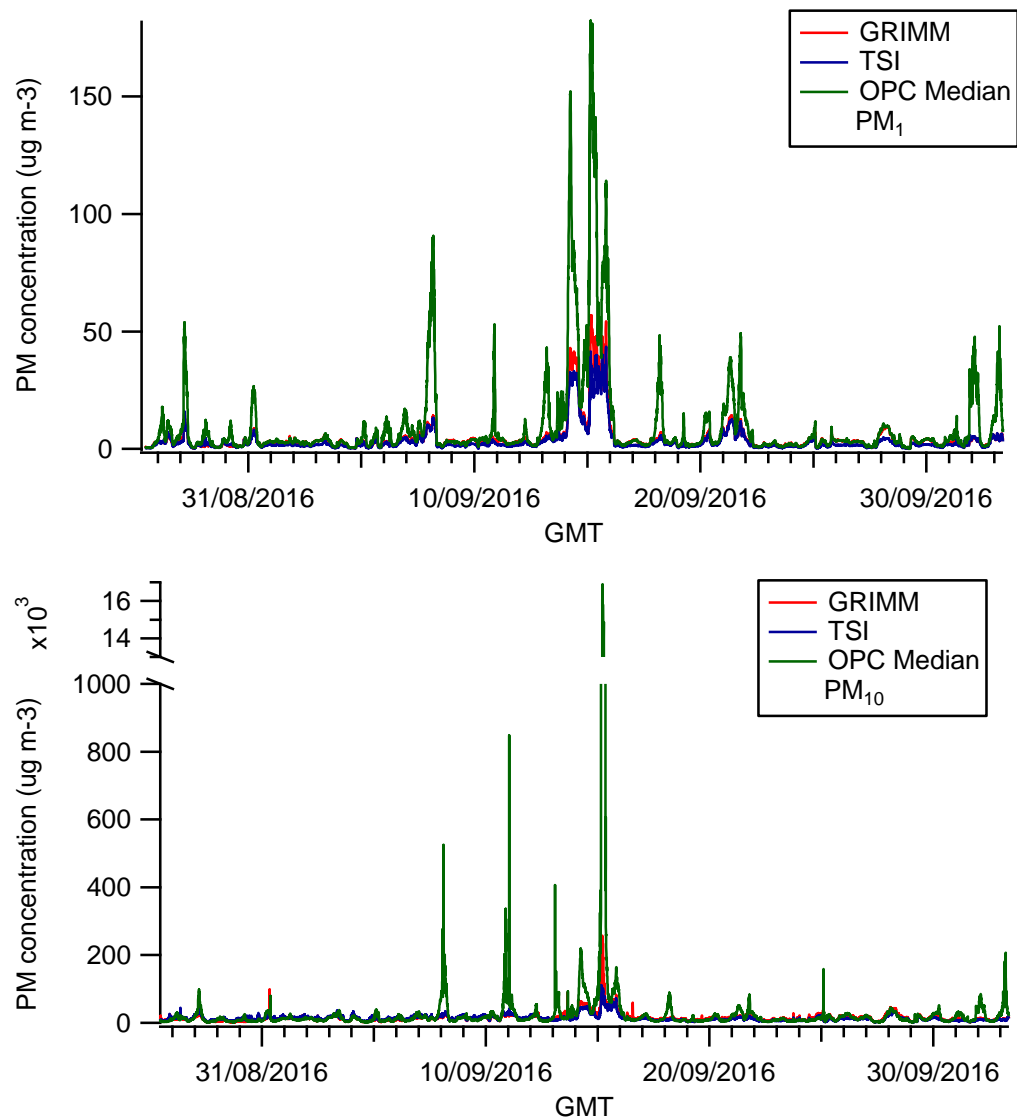 GRIMM
TSI
OPC Median
PM₁
PM concentration (ug m-3)
150
100
50
0
31/08/2016 10/09/2016 20/09/2016 30/09/2016
GMT
x10³
16
14
GRIMM
TSI
OPC Median
PM₁₀
PM concentration (ug m-3)
1000
800
600
400
200
0
31/08/2016 10/09/2016 20/09/2016 30/09/2016
GMT